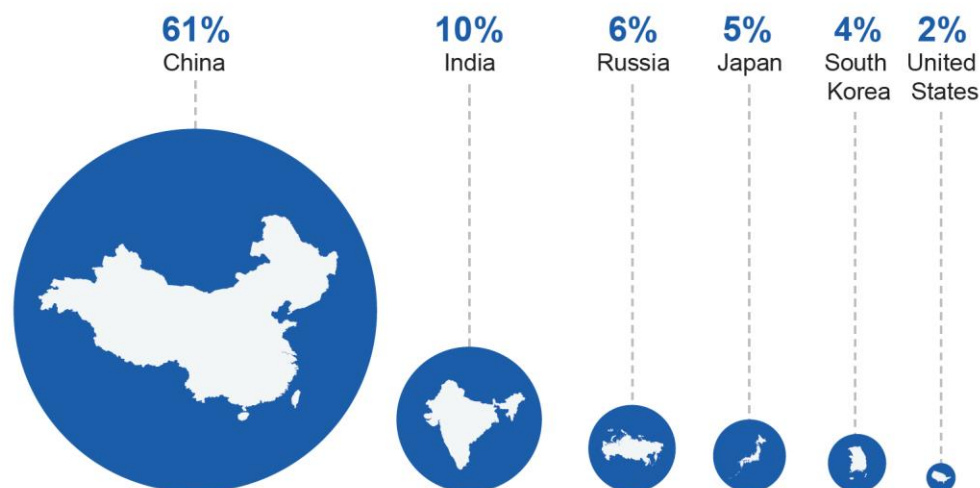 61%
China
10%
India
6%
Russia
5%
Japan
4%
South
Korea
2%
United
States